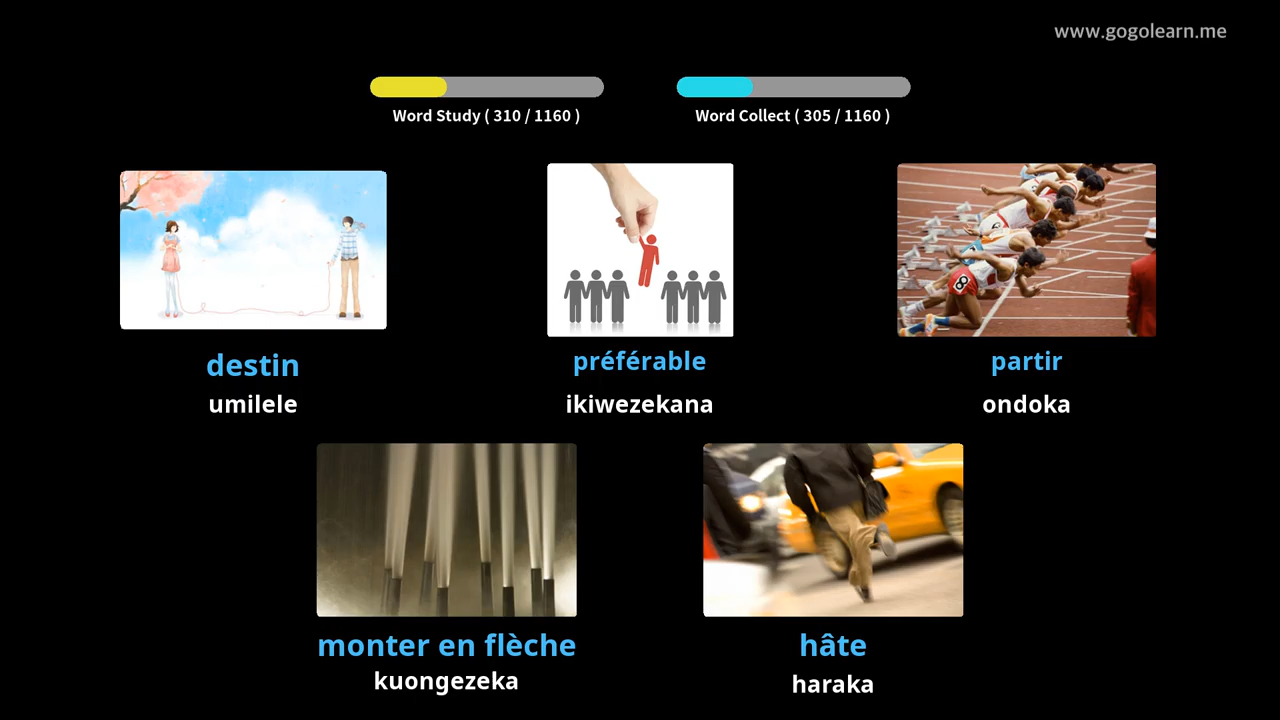 www.gogolearn.me
Word Study ( 310 / 1160 )
Word Collect ( 305 / 1160 )
destin
umilele
préférable
ikiwezekana
partir
ondoka
monter en flèche
kuongezeka
hâte
haraka